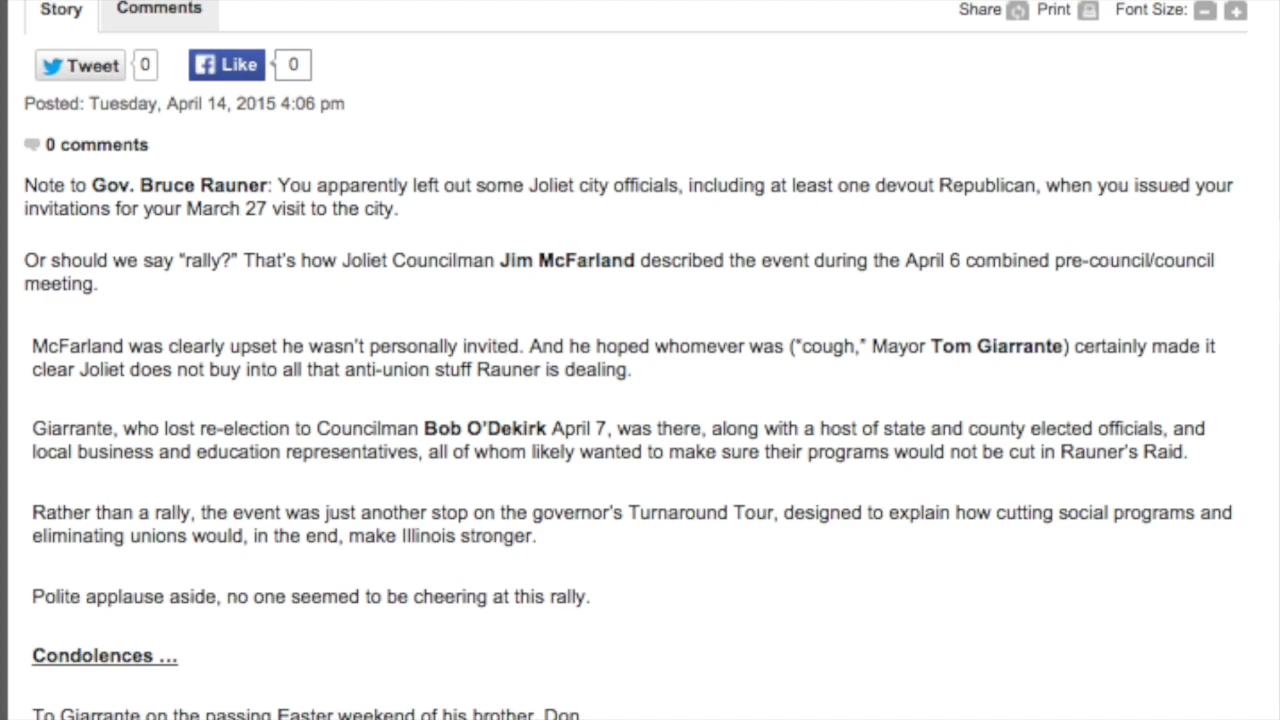 Story
Comments
Share Print Font Size:
Tweet 0 Like 0
Posted: Tuesday, April 14, 2015 4:06 pm
0 comments
Note to Gov. Bruce Rauner: You apparently left out some Joliet city officials, including at least one devout Republican, when you issued your
invitations for your March 27 visit to the city.
Or should we say "rally?" That's how Joliet Councilman Jim McFarland described the event during the April 6 combined pre-council/council
meeting.
McFarland was clearly upset he wasn't personally invited. And he hoped whomever was ("cough," Mayor Tom Giarrante) certainly made it
clear Joliet does not buy into all that anti-union stuff Rauner is dealing.
Giarrante, who lost re-election to Councilman Bob O'Dekirk April 7, was there, along with a host of state and county elected officials, and
local business and education representatives, all of whom likely wanted to make sure their programs would not be cut in Rauner's Raid.
Rather than a rally, the event was just another stop on the governor's Turnaround Tour, designed to explain how cutting social programs and
eliminating unions would, in the end, make Illinois stronger.
Polite applause aside, no one seemed to be cheering at this rally.
Condolences ...
To Giarrante on the passing Easter weekend of his brother, Don.